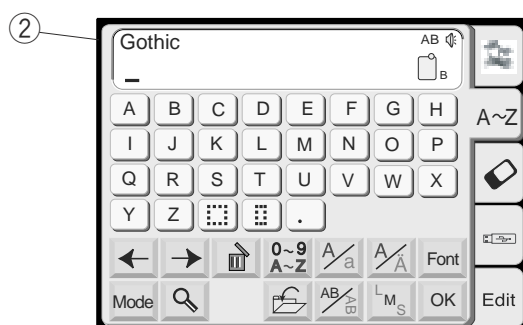 2
Gothic
AB
B
_
A B C D E F G H
A~Z
I J K L M N O P
Q R S T U V W X
Y Z .
0~9
A~Z
A/a
A/Ä
Font
Mode
AB/AB
L M S
OK
Edit